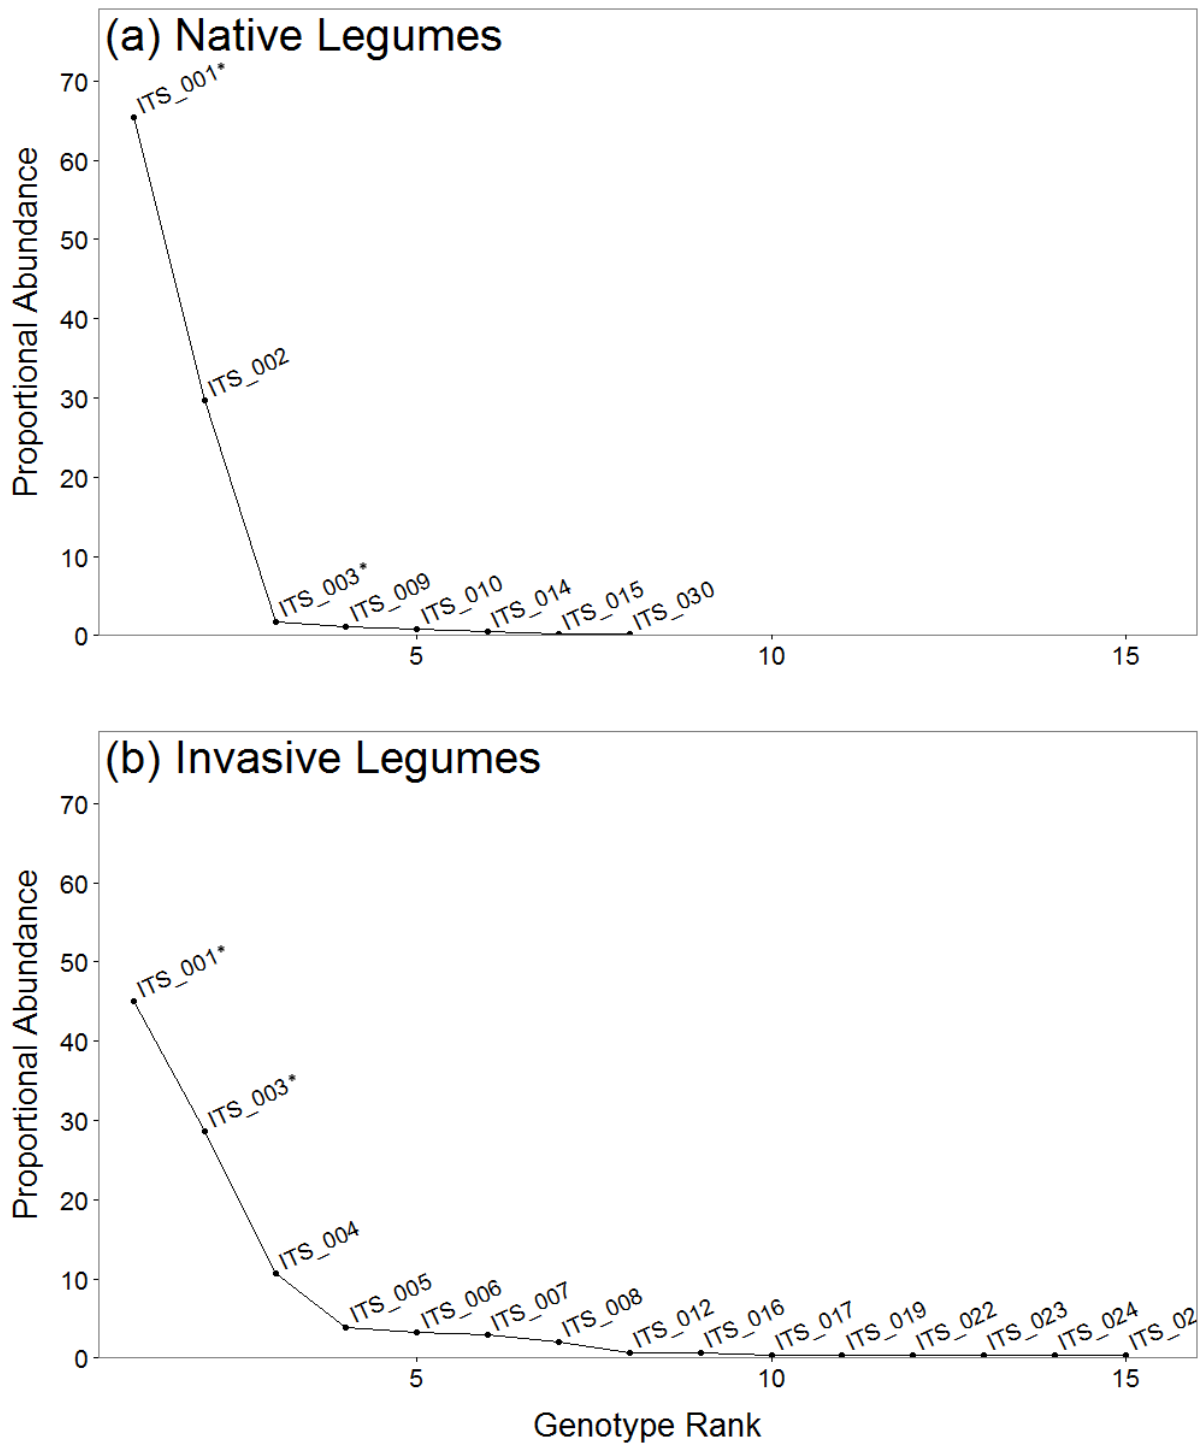 (a) Native Legumes
Proportional Abundance
70
60
50
40
30
20
10
0
ITS_001*
ITS_002
ITS_003*
ITS_009
ITS_010
ITS_014
ITS_015
ITS_030
5
10
15
(b) Invasive Legumes
Proportional Abundance
70
60
50
40
30
20
10
0
ITS_001*
ITS_003*
ITS_004
ITS_005
ITS_006
ITS_007
ITS_008
ITS_012
ITS_016
ITS_017
ITS_019
ITS_022
ITS_023
ITS_024
ITS_02
5
10
15
Genotype Rank